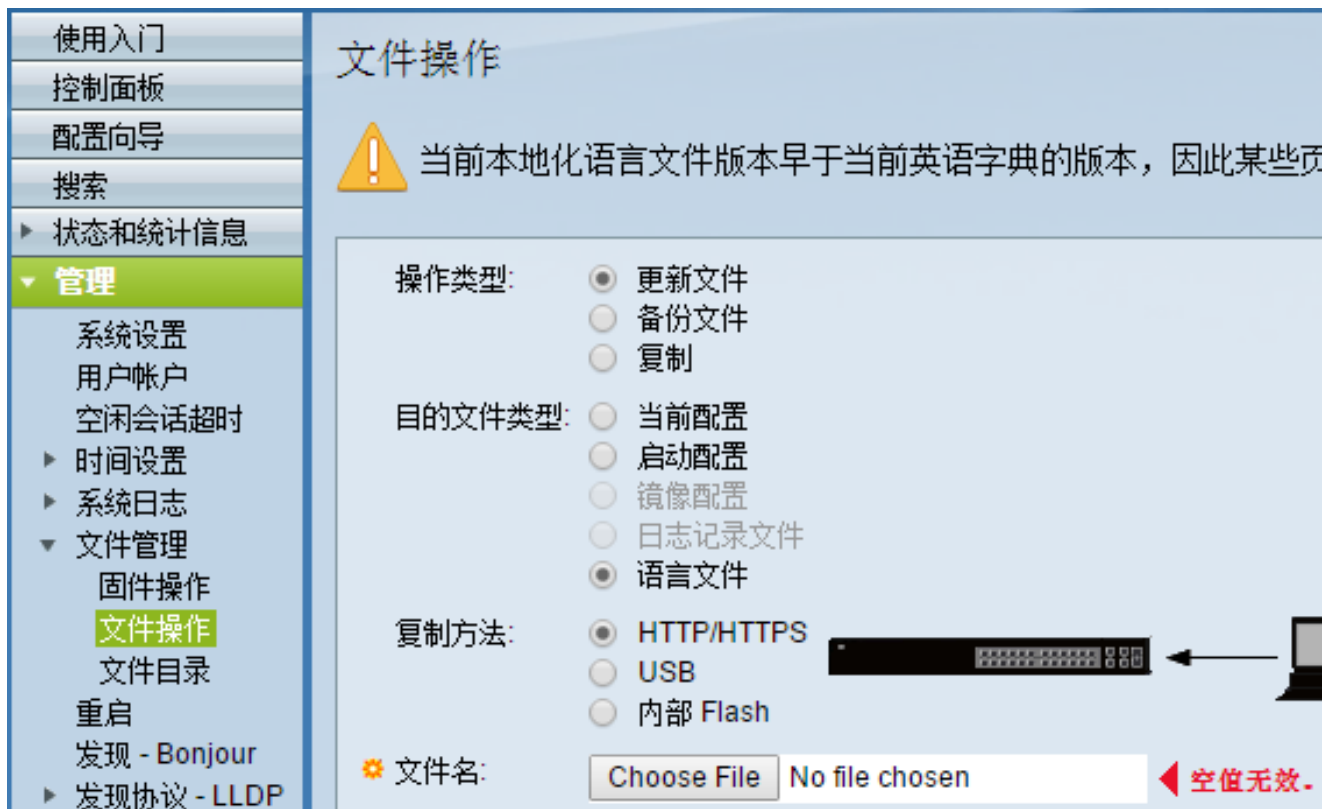 使用入门
控制面板
配置向导
搜索
状态和统计信息
管理
系统设置
用户帐户
空闲会话超时
时间设置
系统日志
文件管理
固件操作
文件操作
文件目录
重启
发现 - Bonjour
发现协议 - LLDP
文件操作
当前本地化语言文件版本早于当前英语字典的版本，因此某些页
操作类型: 更新文件
备份文件
复制
目的文件类型: 当前配置
启动配置
镜像配置
日志记录文件
语言文件
复制方法: HTTP/HTTPS
USB
内部 Flash
文件名: Choose File No file chosen 空值无效.